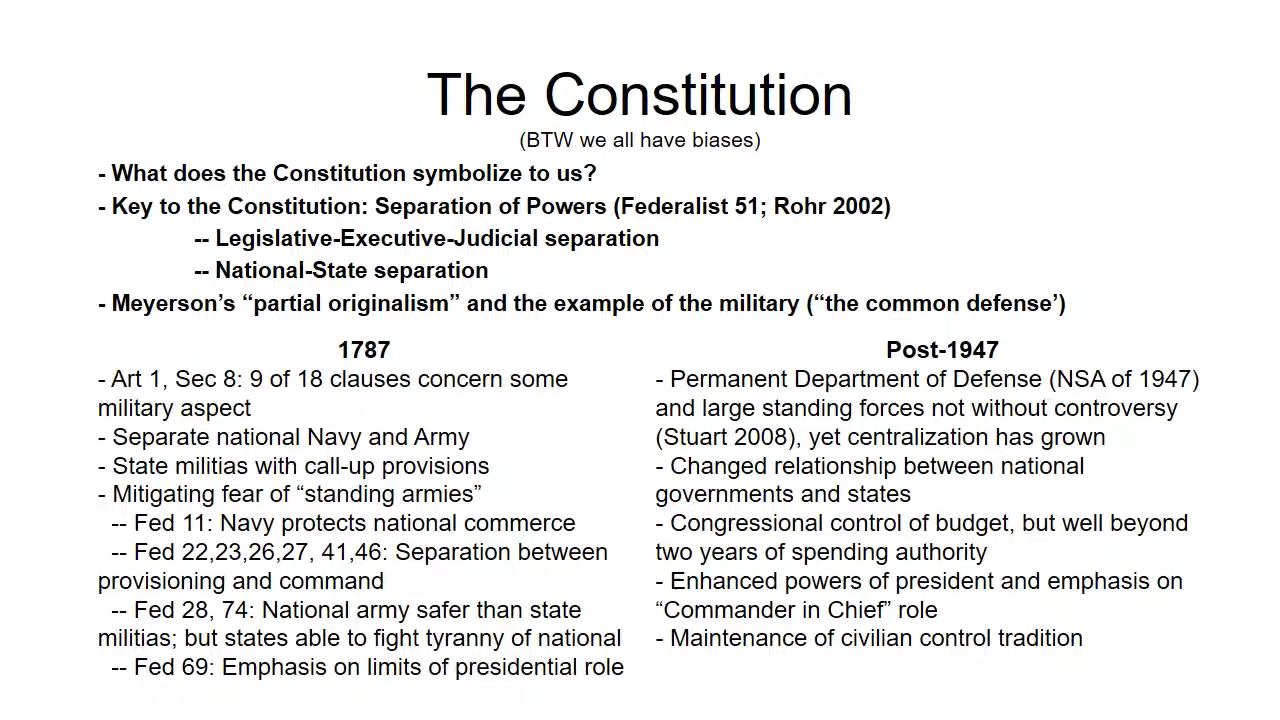 The Constitution
(BTW we all have biases)
- What does the Constitution symbolize to us?
- Key to the Constitution: Separation of Powers (Federalist 51; Rohr 2002)
-- Legislative-Executive-Judicial separation
-- National-State separation
- Meyerson’s “partial originalism” and the example of the military (“the common defense’)
1787
- Art 1, Sec 8: 9 of 18 clauses concern some
military aspect
- Separate national Navy and Army
- State militias with call-up provisions
- Mitigating fear of “standing armies”
-- Fed 11: Navy protects national commerce
-- Fed 22,23,26,27, 41,46: Separation between
provisioning and command
-- Fed 28, 74: National army safer than state
militias; but states able to fight tyranny of national
-- Fed 69: Emphasis on limits of presidential role
Post-1947
- Permanent Department of Defense (NSA of 1947)
and large standing forces not without controversy
(Stuart 2008), yet centralization has grown
- Changed relationship between national
governments and states
- Congressional control of budget, but well beyond
two years of spending authority
- Enhanced powers of president and emphasis on
“Commander in Chief” role
- Maintenance of civilian control tradition